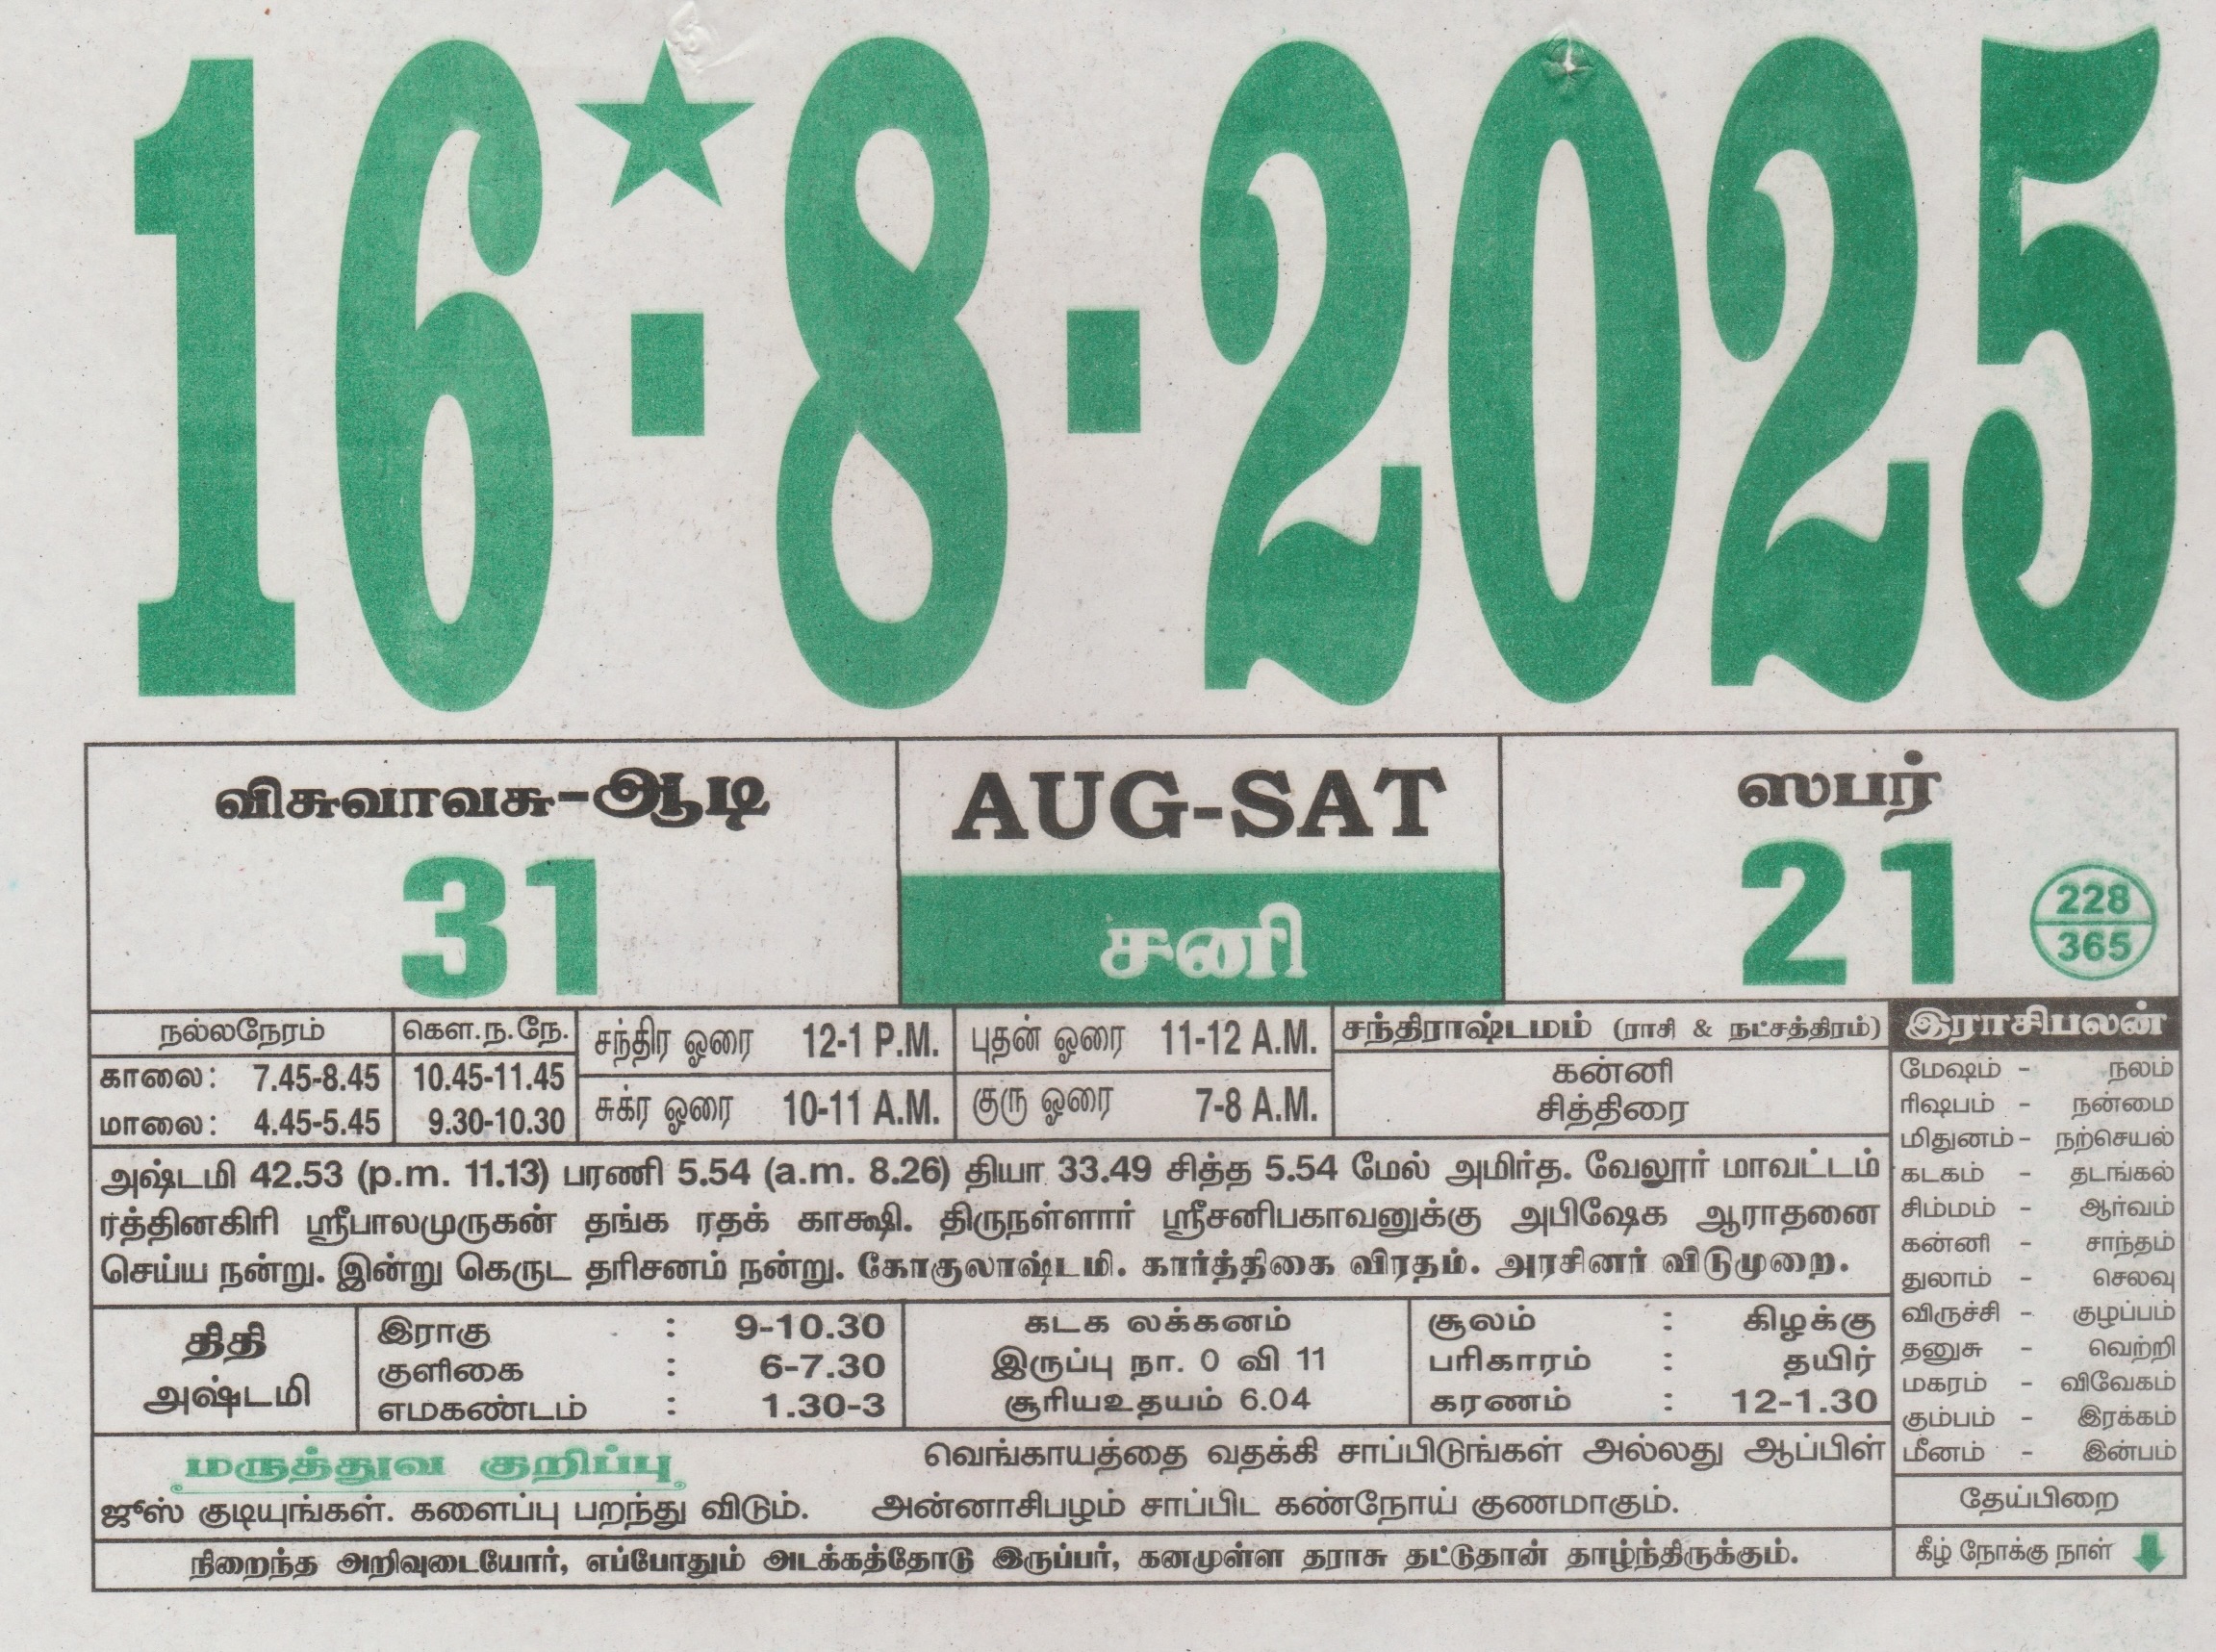 16★8-2025
விசுவாவசு-ஆடி
31
AUG-SAT
சனி
ஸபர்
21
228
365
நல்லநேரம்
காலை: 7.45-8.45
மாலை: 4.45-5.45
கௌ.ந.நே.
10.45-11.45
9.30-10.30
சந்திர ஓரை 12-1 P.M.
சுக்ர ஓரை 10-11 A.M.
புதன் ஓரை 11-12 A.M.
குரு ஓரை 7-8 A.M.
சந்திராஷ்டமம் (ராசி & நட்சத்திரம்)
கன்னி
சித்திரை
அஷ்டமி 42.53 (p.m. 11.13) பரணி 5.54 (a.m. 8.26) தியா 33.49 சித்த 5.54 மேல் அமிர்த. வேலூர் மாவட்டம்
ரத்தினகிரி ஸ்ரீபாலமுருகன் தங்க ரதக் காக்ஷி. திருநள்ளார் ஸ்ரீசனிபகாவனுக்கு அபிஷேக ஆராதனை
செய்ய நன்று. இன்று கெருட தரிசனம் நன்று. கோகுலாஷ்டமி. கார்த்திகை விரதம். அரசினர் விடுமுறை.
திதி
அஷ்டமி
இராகு : 9-10.30
குளிகை : 6-7.30
எமகண்டம் : 1.30-3
கடக லக்கனம்
இருப்பு நா. 0 வி 11
சூரியஉதயம் 6.04
சூலம் : கிழக்கு
பரிகாரம் : தயிர்
கரணம் : 12-1.30
மருத்துவ குறிப்பு வெங்காயத்தை வதக்கி சாப்பிடுங்கள் அல்லது ஆப்பிள்
ஜூஸ் குடியுங்கள். களைப்பு பறந்து விடும். அன்னாசிபழம் சாப்பிட கண்நோய் குணமாகும்.
நிறைந்த அறிவுடையோர், எப்போதும் அடக்கத்தோடு இருப்பர், கனமுள்ள தராசு தட்டுதான் தாழ்ந்திருக்கும்.
இராசிபலன்
மேஷம் - நலம்
ரிஷபம் - நன்மை
மிதுனம் - நற்செயல்
கடகம் - தடங்கல்
சிம்மம் - ஆர்வம்
கன்னி - சாந்தம்
துலாம் - செலவு
விருச்சி - குழப்பம்
தனுசு - வெற்றி
மகரம் - விவேகம்
கும்பம் - இரக்கம்
மீனம் - இன்பம்
தேய்பிறை
கீழ் நோக்கு நாள்